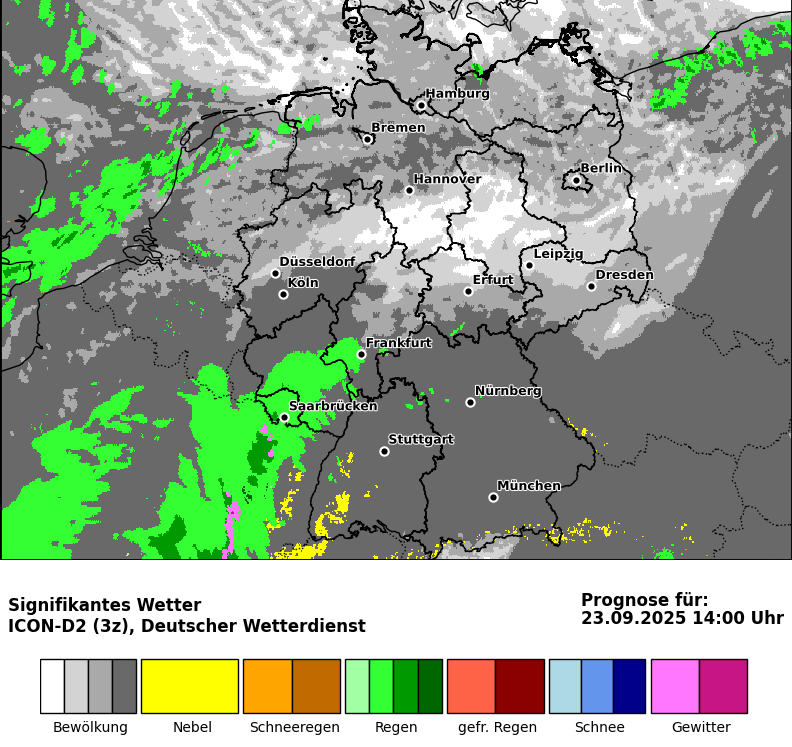 Hamburg
Bremen
Berlin
Hannover
Leipzig
Düsseldorf
Köln
Erfurt
Dresden
Frankfurt
Nürnberg
Saarbrücken
Stuttgart
München
Signifikantes Wetter
ICON-D2 (3z), Deutscher Wetterdienst
Prognose für:
23.09.2025 14:00 Uhr
Bewölkung
Nebel
Schneeregen
Regen
gefr. Regen
Schnee
Gewitter